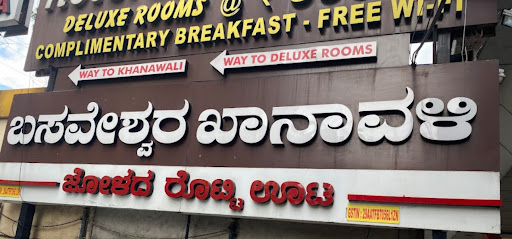 DELUXE ROOMS @
COMPLIMENTARY BREAKFAST - FREE WI-FI
WAY TO KHANAWALI
WAY TO DELUXE ROOMS
ಬಸವೇಶ್ವರ ಖಾನಾವಳಿ
ಜೋಳದ ರೊಟ್ಟಿ ಊಟ